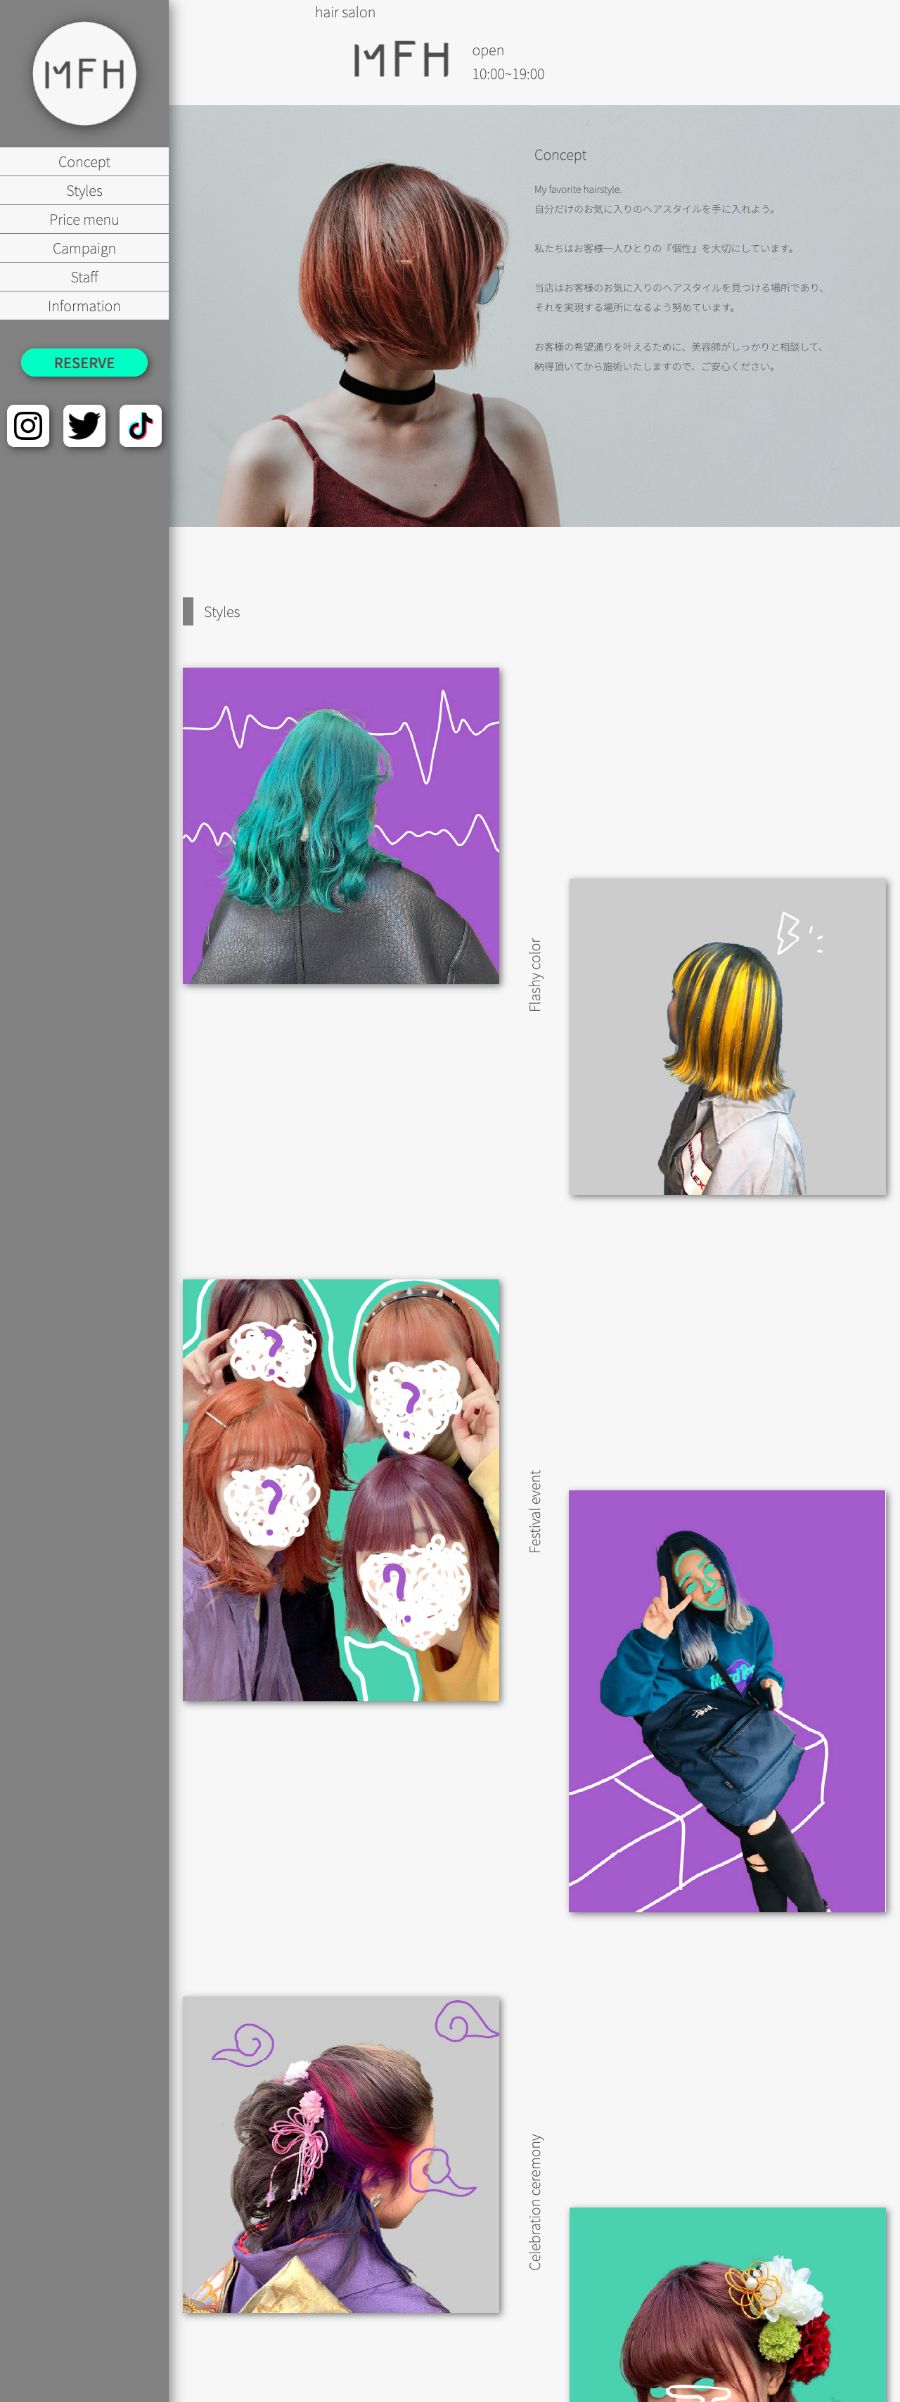 MFH
Concept
Styles
Price menu
Campaign
Staff
Information
RESERVE
hair salon
MFH
open
10:00~19:00
Concept
My favorite hairstyle.
自分だけのお気に入りのヘアスタイルを手に入れよう。
私たちはお客様一人ひとりの『個性』を大切にしています。
当店はお客様のお気に入りのヘアスタイルを見つける場所であり、
それを実現する場所になるよう努めています。
お客様の希望通りを叶えるために、美容師がしっかりと相談して、
納得頂いてから施術いたしますので、ご安心ください。
Styles
Flashy color
?
?
?
?
Festival event
Celebration ceremony